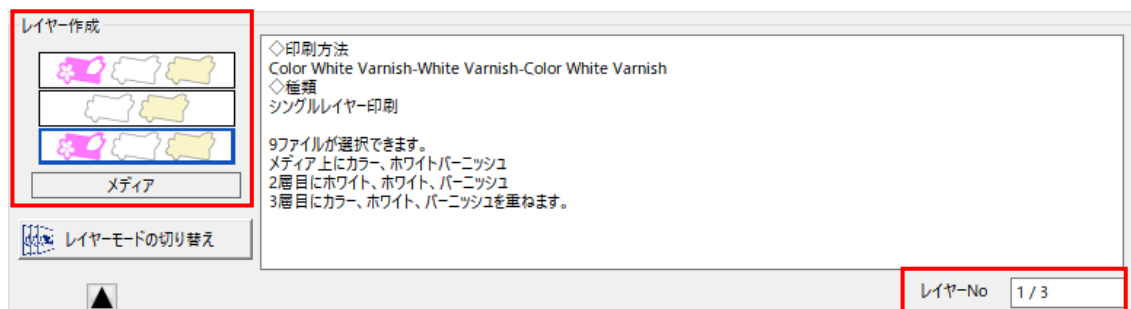 レイヤー作成
メディア
レイヤーモードの切り替え
◇印刷方法
Color White Varnish-White Varnish-Color White Varnish
◇種類
シングルレイヤー印刷
9ファイルが選択できます。
メディア上にカラー、ホワイトバーニッシュ
2層目にホワイト、ホワイト、バーニッシュ
3層目にカラー、ホワイト、バーニッシュを重ねます。
レイヤーNo 1 / 3